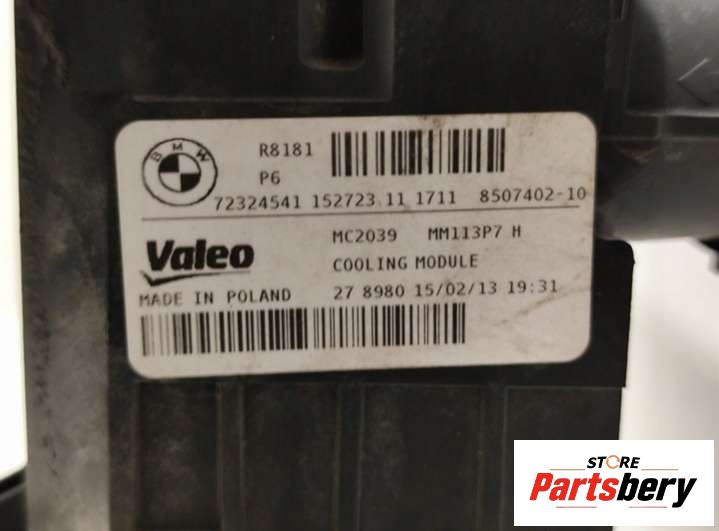 BMW
R8181
P6
72324541 152723.11 1711 8507402-10
Valeo
MC2039 MM113P7 H
COOLING MODULE
MADE IN POLAND 27 8980 15/02/13 19:31
STORE
Partsbery